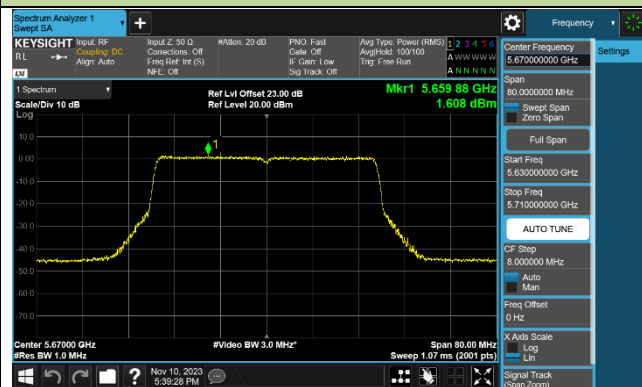 Spectrum Analyzer 1
Swept SA
+
Frequency
KEYSIGHT
RL
LXI
Input: RF
Coupling: DC
Align: Auto
Input Z: 50 Ω
Corrections: Off
Freq Ref: Int (S)
NFE: Off
#Atten: 20 dB
PNO: Fast
Gate: Off
IF Gain: Low
Sig Track: Off
Avg Type: Power (RMS)
Avg|Hold: 100/100
Trig: Free Run
1 2 3 4 5 6
A W W W W W
A N N N N N
1 Spectrum
Scale/Div 10 dB
Log
Ref Lvl Offset 23.00 dB
Ref Level 20.00 dBm
Mkr1 5.659 88 GHz
1.608 dBm
10.0
0.00
-10.0
-20.0
-30.0
-40.0
-50.0
-60.0
-70.0
1
Center 5.67000 GHz
#Res BW 1.0 MHz
#Video BW 3.0 MHz*
Span 80.00 MHz
Sweep 1.07 ms (2001 pts)
Nov 10, 2023
5:39:28 PM
Center Frequency
5.670000000 GHz
Settings
Span
80.0000000 MHz
Swept Span
Zero Span
Full Span
Start Freq
5.630000000 GHz
Stop Freq
5.710000000 GHz
AUTO TUNE
CF Step
8.000000 MHz
Auto
Man
Freq Offset
0 Hz
X Axis Scale
Log
Lin
Signal Track
(Span Zoom)